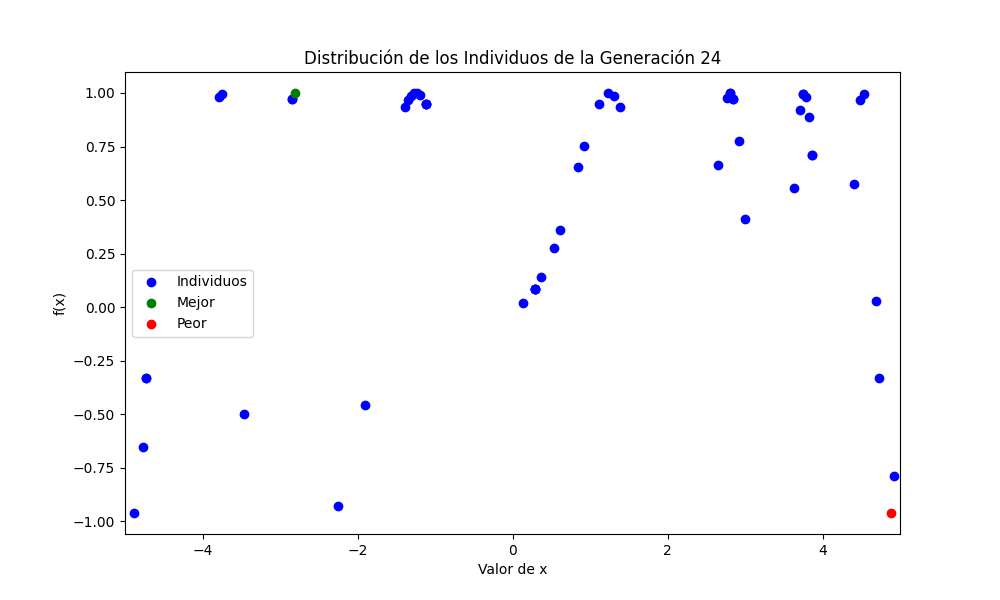 Distribución de los Individuos de la Generación 24
1.00
0.75
0.50
0.25
0.00
−0.25
−0.50
−0.75
−1.00
f(x)
Individuos
Mejor
Peor
−4
−2
0
2
4
Valor de x